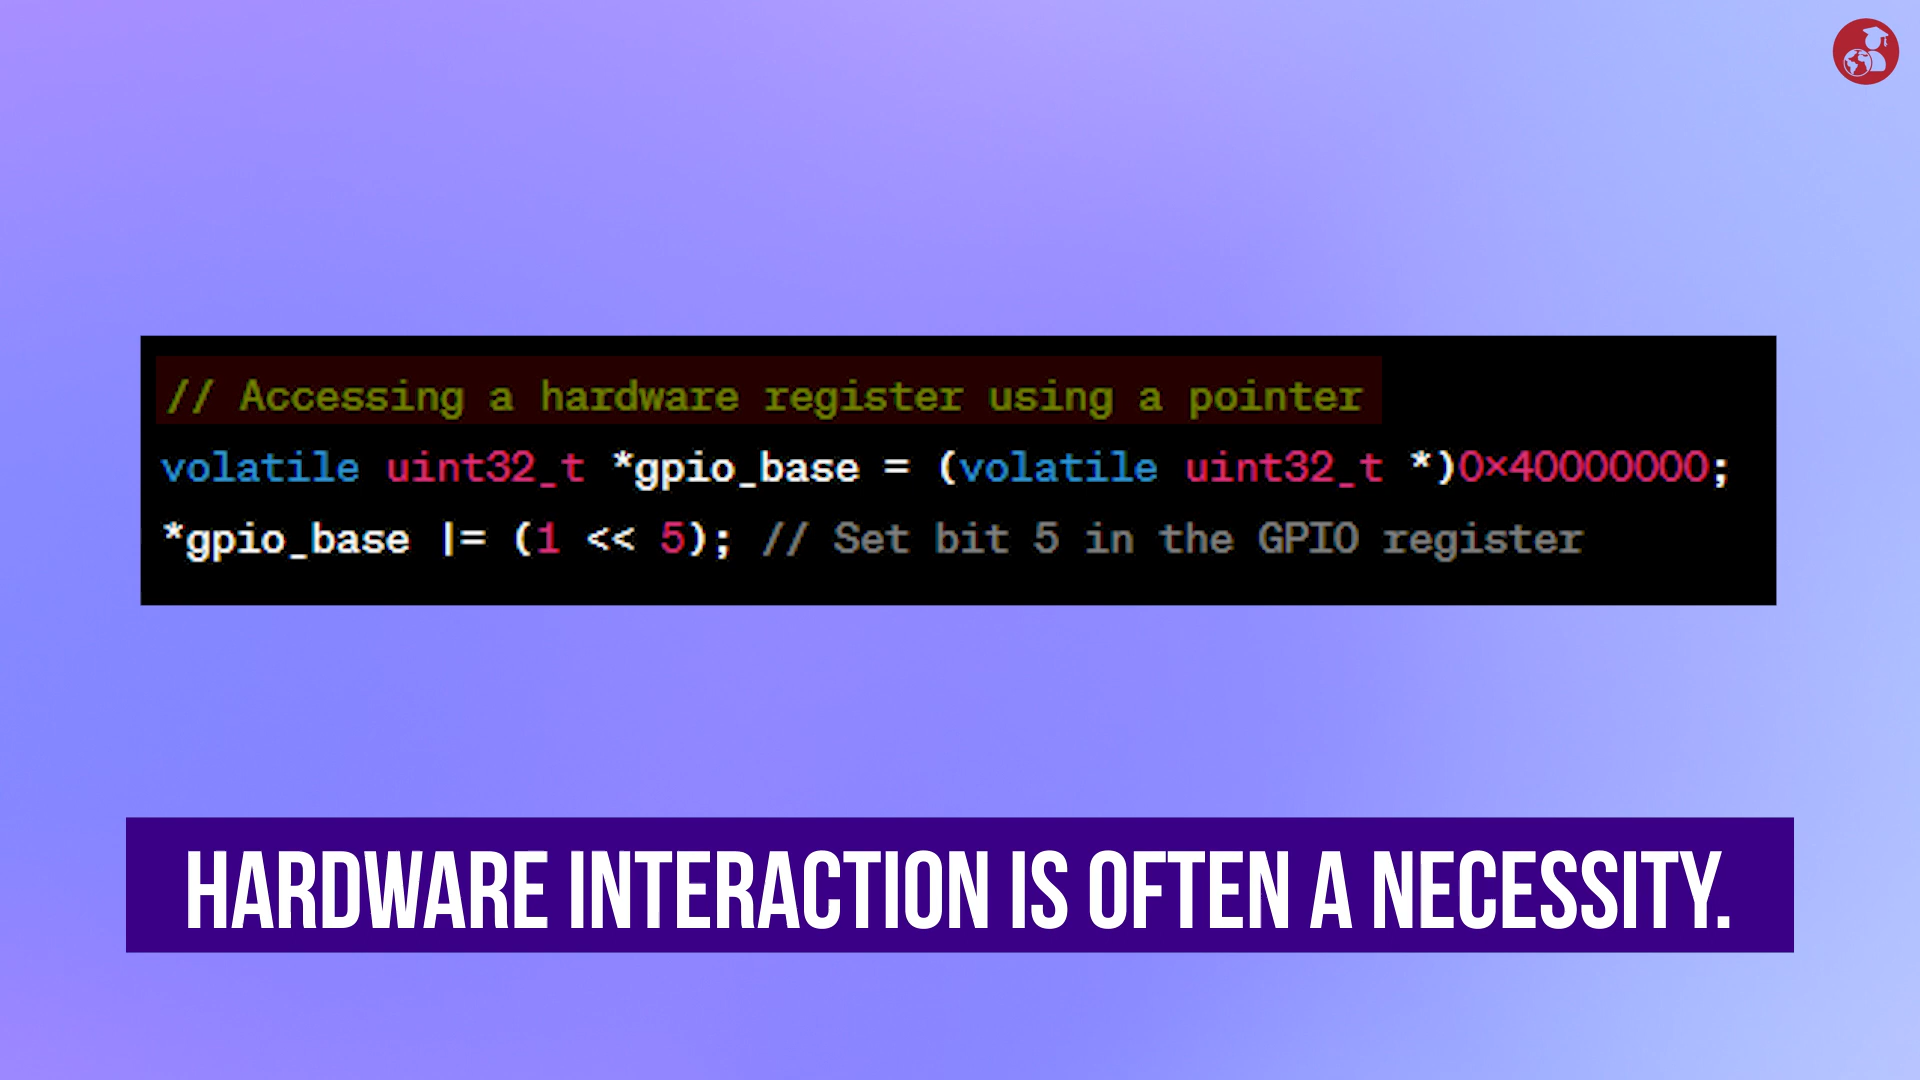 // Accessing a hardware register using a pointer
volatile uint32_t *gpio_base = (volatile uint32_t *)0x40000000;
*gpio_base |= (1 << 5); // Set bit 5 in the GPIO register
HARDWARE INTERACTION IS OFTEN A NECESSITY.